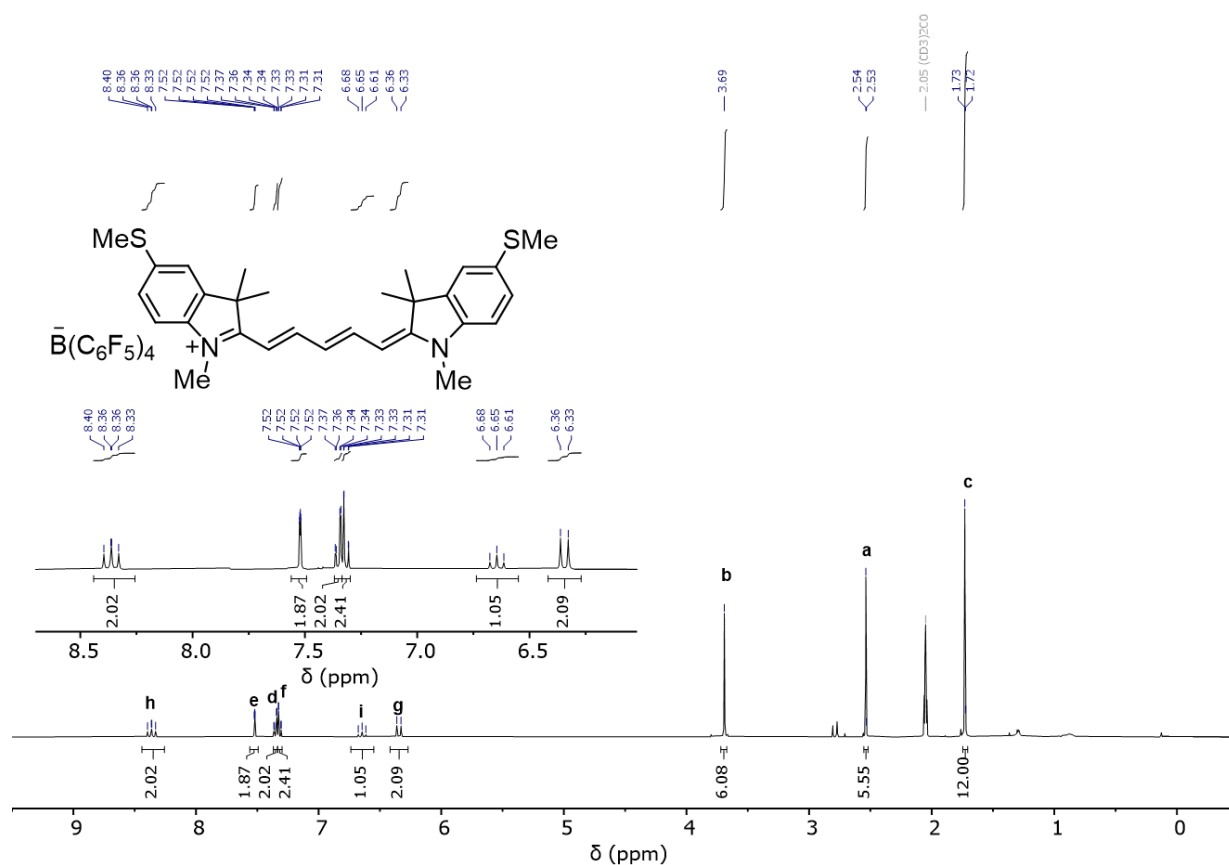 8.40 8.36 8.36 8.33 7.52 7.52 7.52 7.52 7.37 7.36 7.34 7.34 7.33 7.33 7.31 7.31 6.68 6.65 6.61 6.36 6.33 3.69 2.54 2.53 2.05 (CD3)2CO 1.73 1.72
MeS SMe
B(C6F5)4 - + N Me N Me
8.40 8.36 8.36 8.33 7.52 7.52 7.52 7.52 7.37 7.36 7.34 7.34 7.33 7.33 7.31 7.31 6.68 6.65 6.61 6.36 6.33
c
a
b
2.02 1.87 2.02 2.41 1.05 2.09
8.5 8.0 7.5 7.0 6.5
δ (ppm)
h e d f i g
2.02 1.87 2.02 2.41 1.05 2.09 6.08 5.55 12.00
9 8 7 6 5 4 3 2 1 0
δ (ppm)